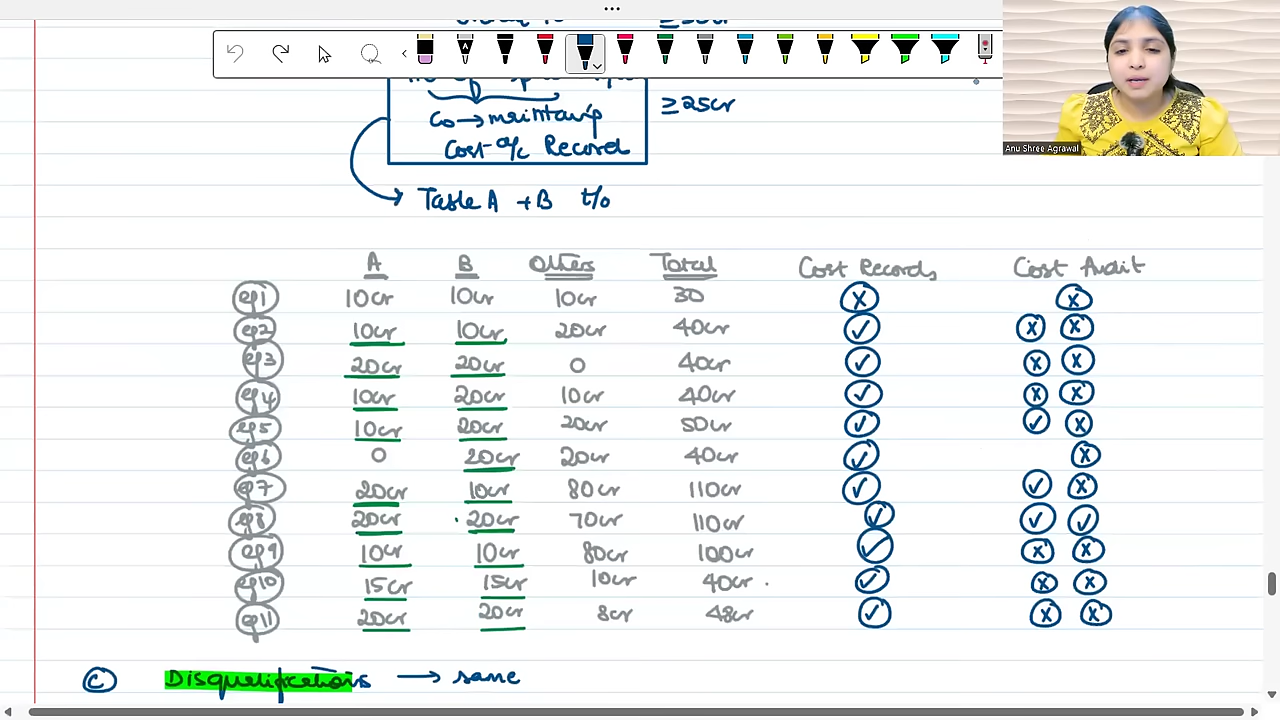 ≥25cr
Co → maintain'g
Cost a/c Record
Table A + B t/o
Anu Shree Agrawal
A B Others Total Cost Records Cost Audit
eg1 10cr 10cr 10cr 30 x x
eg2 10cr 10cr 20cr 40cr ✓ x x
eg3 20cr 20cr 0 40cr ✓ x x
eg4 10cr 20cr 10cr 40cr ✓ x x
eg5 10cr 20cr 20cr 50cr ✓ ✓ x
eg6 0 20cr 20cr 40cr ✓ x
eg7 20cr 10cr 80cr 110cr ✓ ✓ x
eg8 20cr 20cr 70cr 110cr ✓ ✓ ✓
eg9 10cr 10cr 80cr 100cr ✓ x x
eg10 15cr 15cr 10cr 40cr ✓ x x
eg11 20cr 20cr 8cr 48cr ✓ x x
C Disqualifications → same